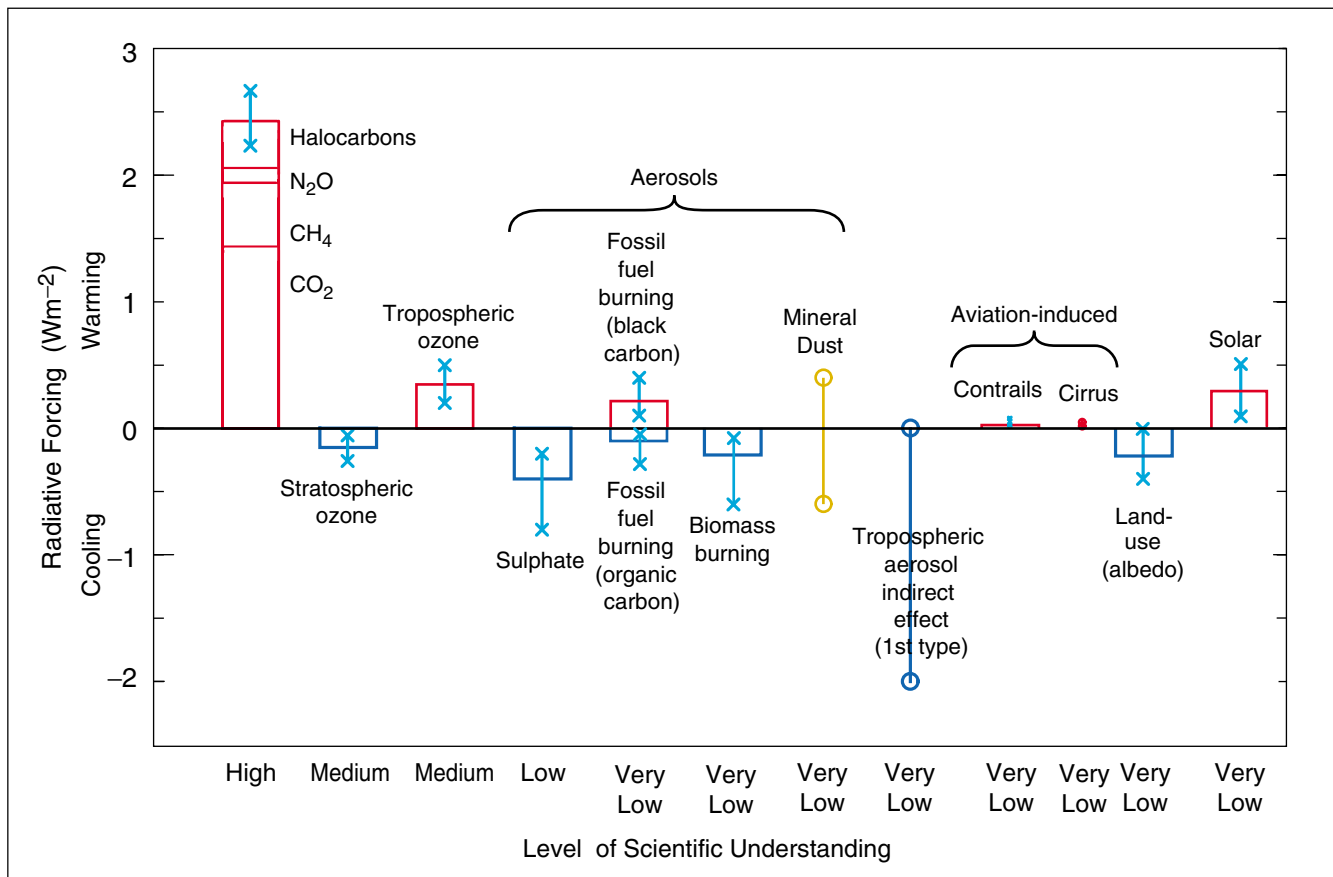 3
2
1
0
−1
−2
Radiative Forcing (Wm−2)
Cooling Warming
Halocarbons
N2O
CH4
CO2
Stratospheric
ozone
Tropospheric
ozone
Aerosols
Sulphate
Fossil
fuel
burning
(black
carbon)
Fossil
fuel
burning
(organic
carbon)
Biomass
burning
Mineral
Dust
Tropospheric
aerosol
indirect
effect
(1st type)
Aviation-induced
Contrails
Cirrus
Land-
use
(albedo)
Solar
High
Medium
Medium
Low
Very
Low
Very
Low
Very
Low
Very
Low
Very
Low
Very
Low
Very
Low
Very
Low
Level of Scientific Understanding